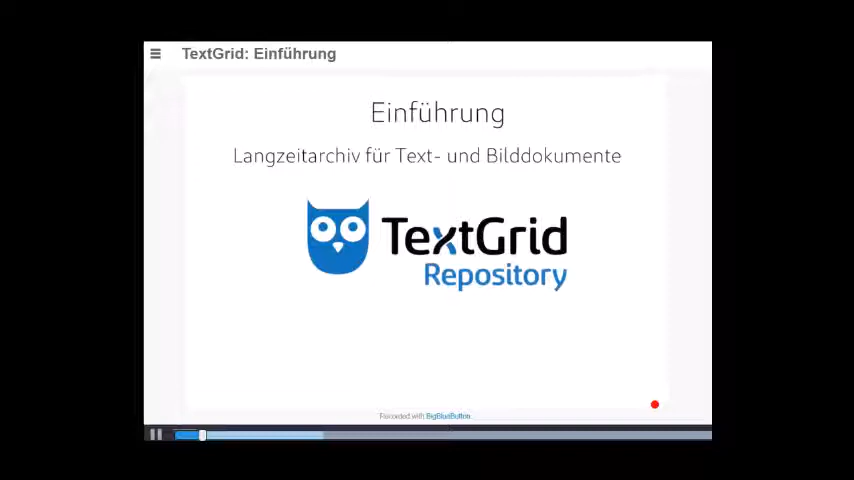 TextGrid: Einführung
Einführung
Langzeitarchiv für Text- und Bilddokumente
TextGrid
Repository
Recorded with BigBlueButton.